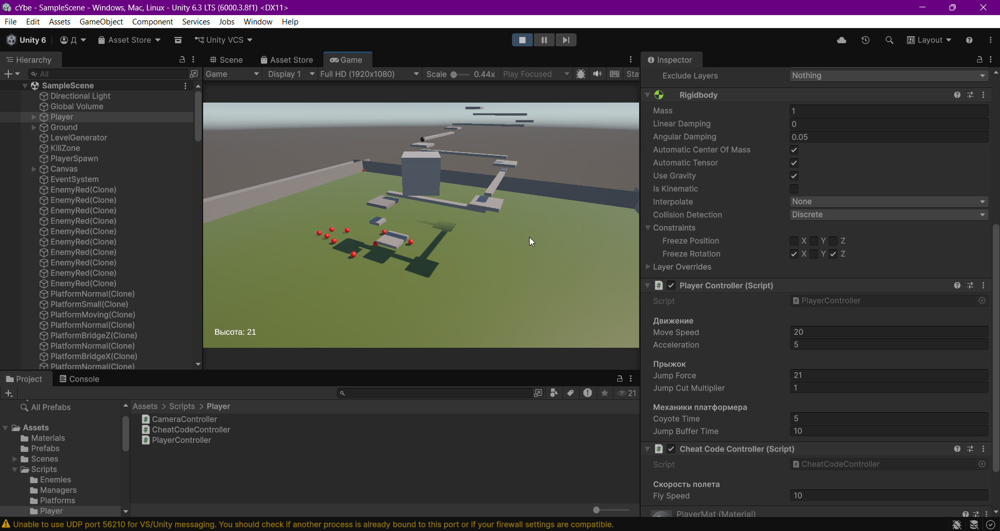 cYbe - SampleScene - Windows, Mac, Linux - Unity 6.3 LTS (6000.3.8f1) <DX11>
File Edit Assets GameObject Component Services Jobs Window Help
Unity 6 Д Asset Store Unity VCS Layout
Hierarchy
All
SampleScene
Directional Light
Global Volume
Player
Ground
LevelGenerator
KillZone
PlayerSpawn
Canvas
EventSystem
EnemyRed(Clone)
EnemyRed(Clone)
EnemyRed(Clone)
EnemyRed(Clone)
EnemyRed(Clone)
EnemyRed(Clone)
EnemyRed(Clone)
EnemyRed(Clone)
EnemyRed(Clone)
EnemyRed(Clone)
PlatformNormal(Clone)
PlatformSmall(Clone)
PlatformMoving(Clone)
PlatformNormal(Clone)
PlatformBridgeZ(Clone)
PlatformNormal(Clone)
PlatformBridgeX(Clone)
PlatformNormal(Clone)
Scene Asset Store Game
Game Display 1 Full HD (1920x1080) Scale 0.44x Play Focused Sta
Высота: 21
Inspector
Exclude Layers Nothing
Rigidbody
Mass 1
Linear Damping 0
Angular Damping 0.05
Automatic Center Of Mass
Automatic Tensor
Use Gravity
Is Kinematic
Interpolate None
Collision Detection Discrete
Constraints
Freeze Position X Y Z
Freeze Rotation X Y Z
Layer Overrides
Player Controller (Script)
Script PlayerController
Движение
Move Speed 20
Acceleration 5
Прыжок
Jump Force 21
Jump Cut Multiplier 1
Механики платформера
Coyote Time 5
Jump Buffer Time 10
Cheat Code Controller (Script)
Script CheatCodeController
Скорость полета
Fly Speed 10
PlayerMat (Material)
Project Console
21
All Prefabs
Assets
Materials
Prefabs
Scenes
Scripts
Enemies
Managers
Platforms
Player
Assets > Scripts > Player
CameraController
CheatCodeController
PlayerController
Unable to use UDP port 56210 for VS/Unity messaging. You should check if another process is already bound to this port or if your firewall settings are compatible.